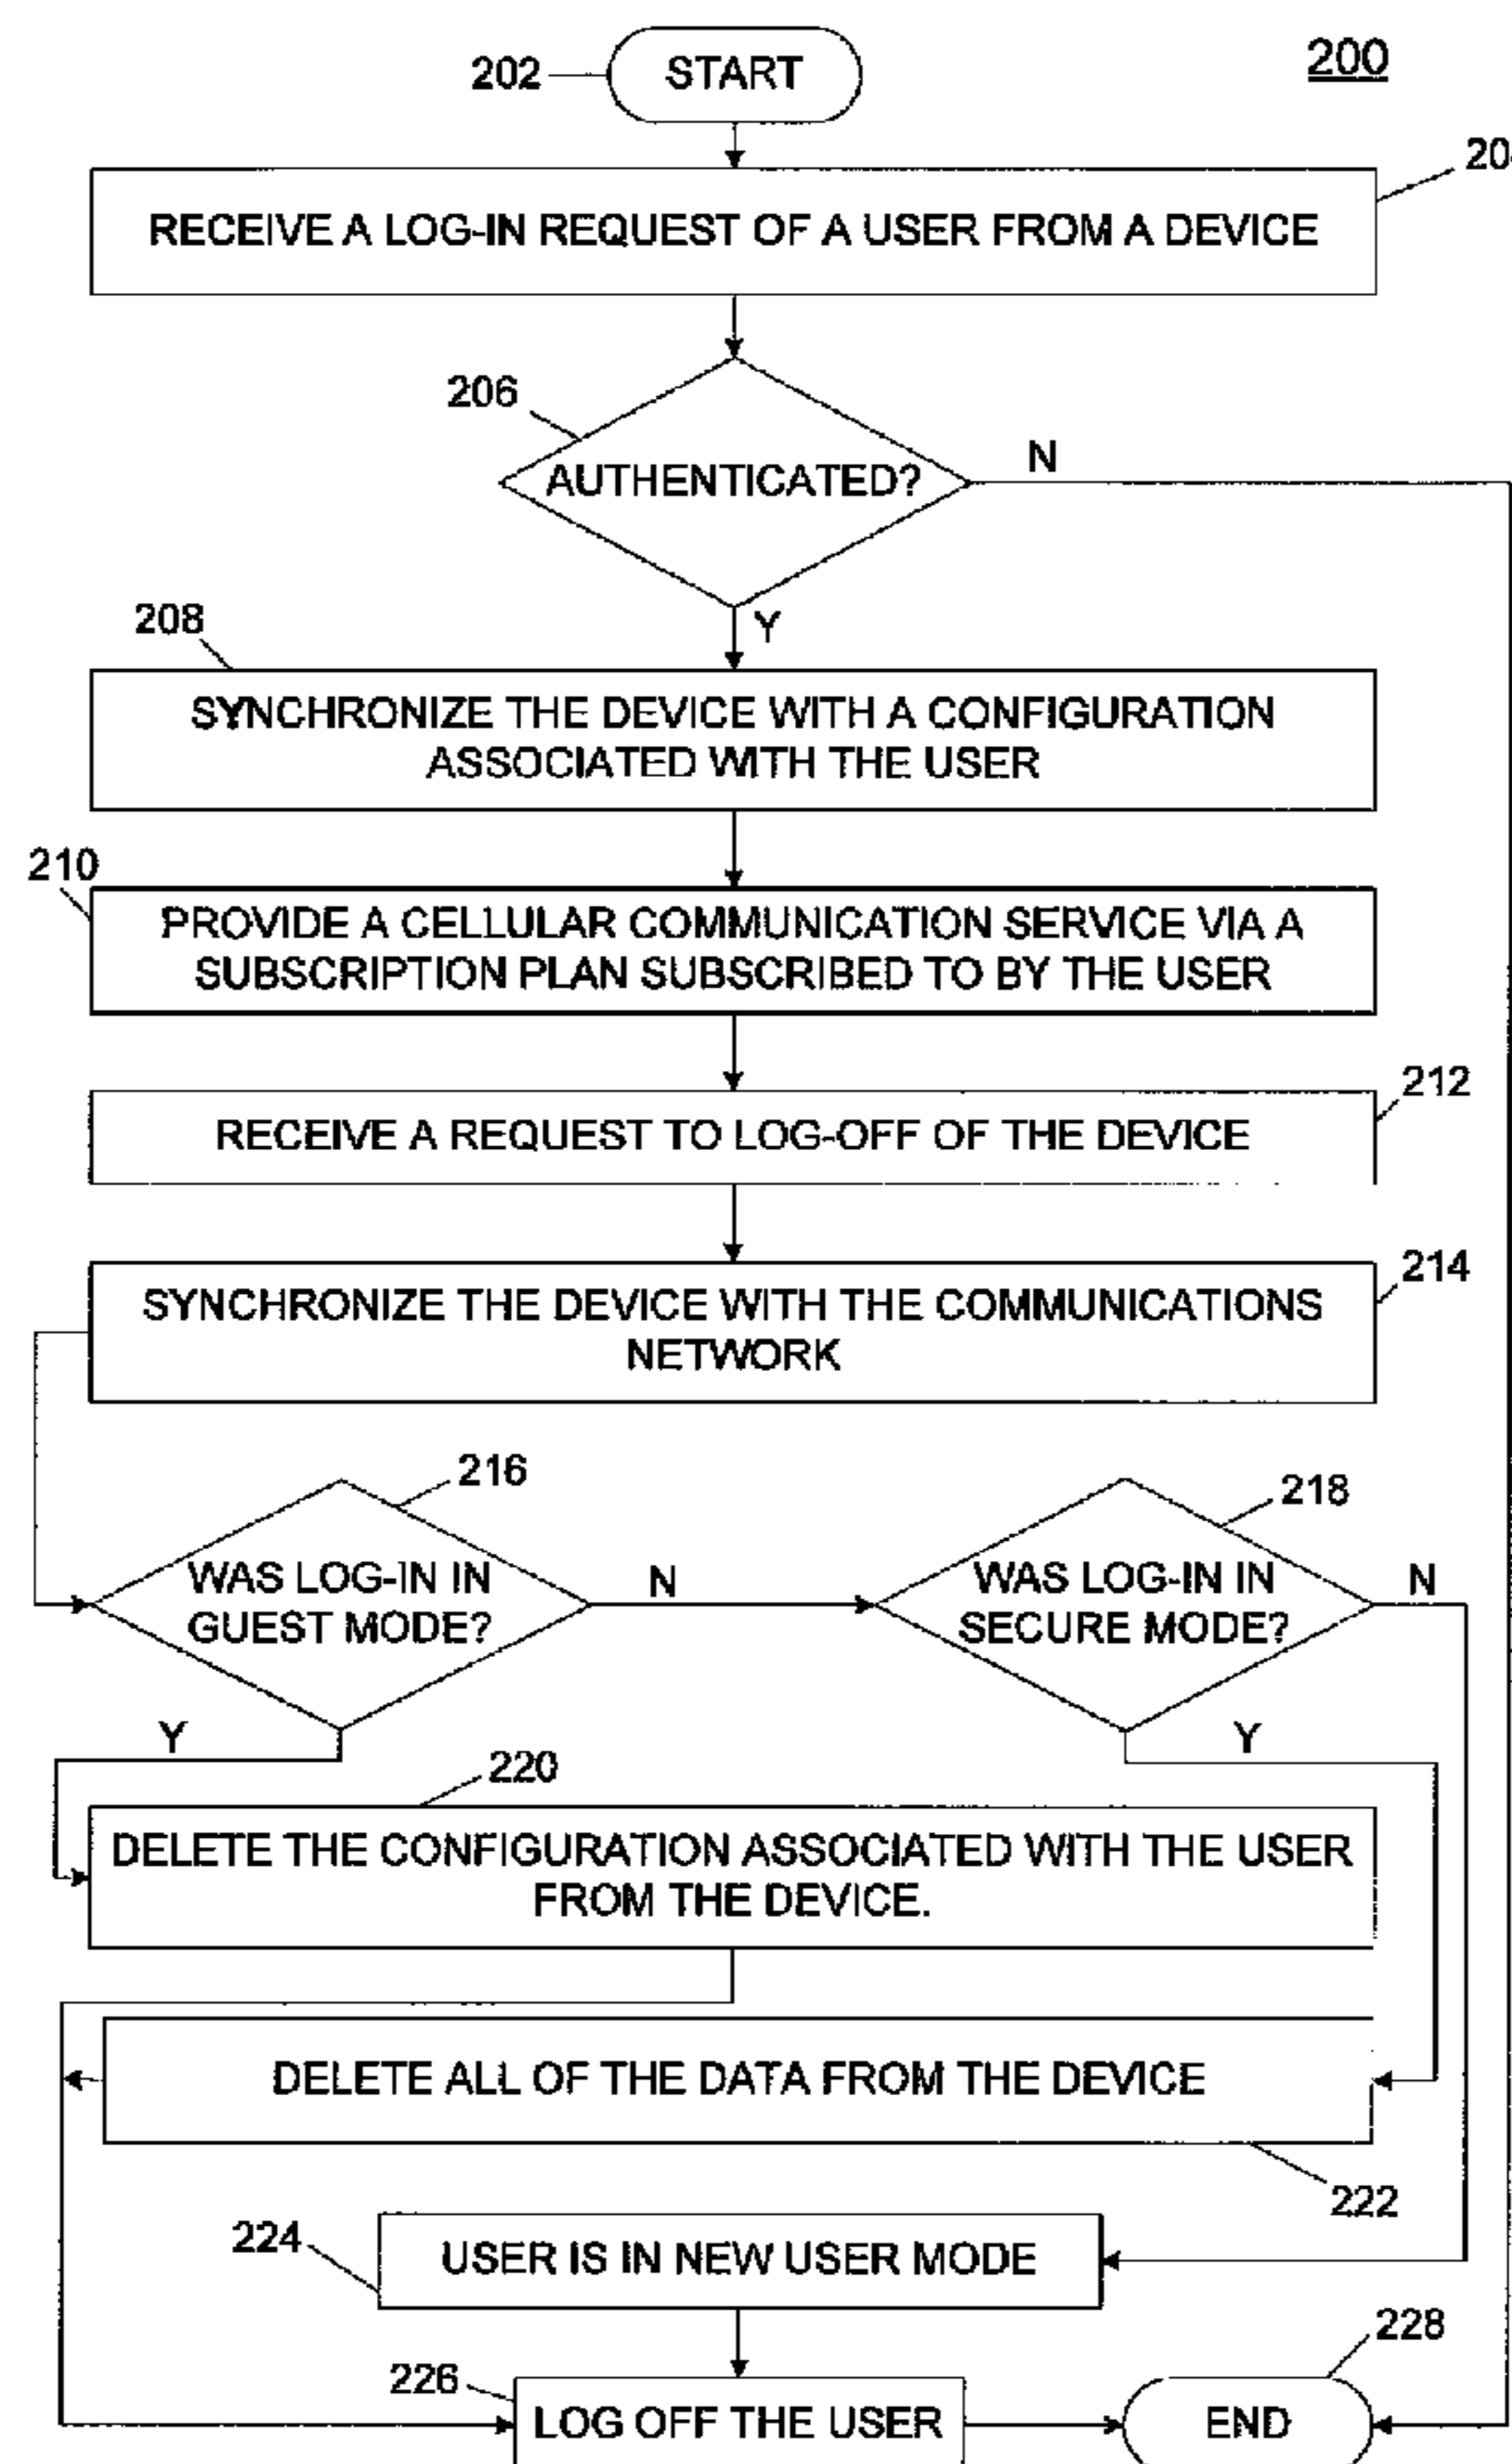 202
START
200
20
RECEIVE A LOG-IN REQUEST OF A USER FROM A DEVICE
206
AUTHENTICATED?
N
Y
208
SYNCHRONIZE THE DEVICE WITH A CONFIGURATION
ASSOCIATED WITH THE USER
210
PROVIDE A CELLULAR COMMUNICATION SERVICE VIA A
SUBSCRIPTION PLAN SUBSCRIBED TO BY THE USER
212
RECEIVE A REQUEST TO LOG-OFF OF THE DEVICE
214
SYNCHRONIZE THE DEVICE WITH THE COMMUNICATIONS
NETWORK
216
WAS LOG-IN IN
GUEST MODE?
N
218
WAS LOG-IN IN
SECURE MODE?
N
Y
Y
220
DELETE THE CONFIGURATION ASSOCIATED WITH THE USER
FROM THE DEVICE.
DELETE ALL OF THE DATA FROM THE DEVICE
222
224
USER IS IN NEW USER MODE
226
LOG OFF THE USER
228
END